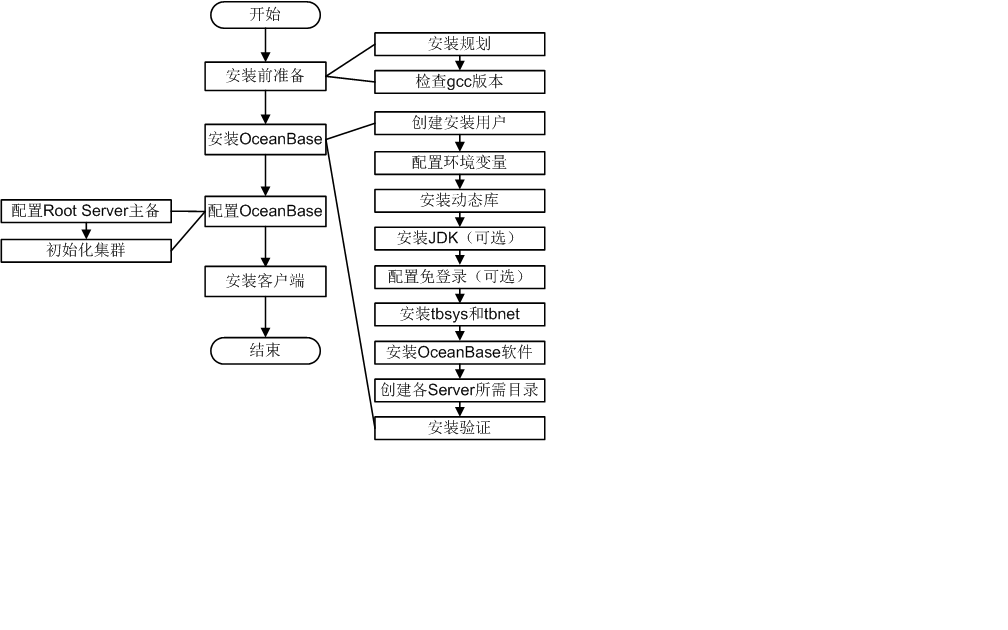 开始
安装前准备
安装规划
检查gcc版本
安装OceanBase
创建安装用户
配置环境变量
安装动态库
安装JDK（可选）
配置免登录（可选）
安装tbsys和tbnet
安装OceanBase软件
创建各Server所需目录
安装验证
配置OceanBase
配置Root Server主备
初始化集群
安装客户端
结束